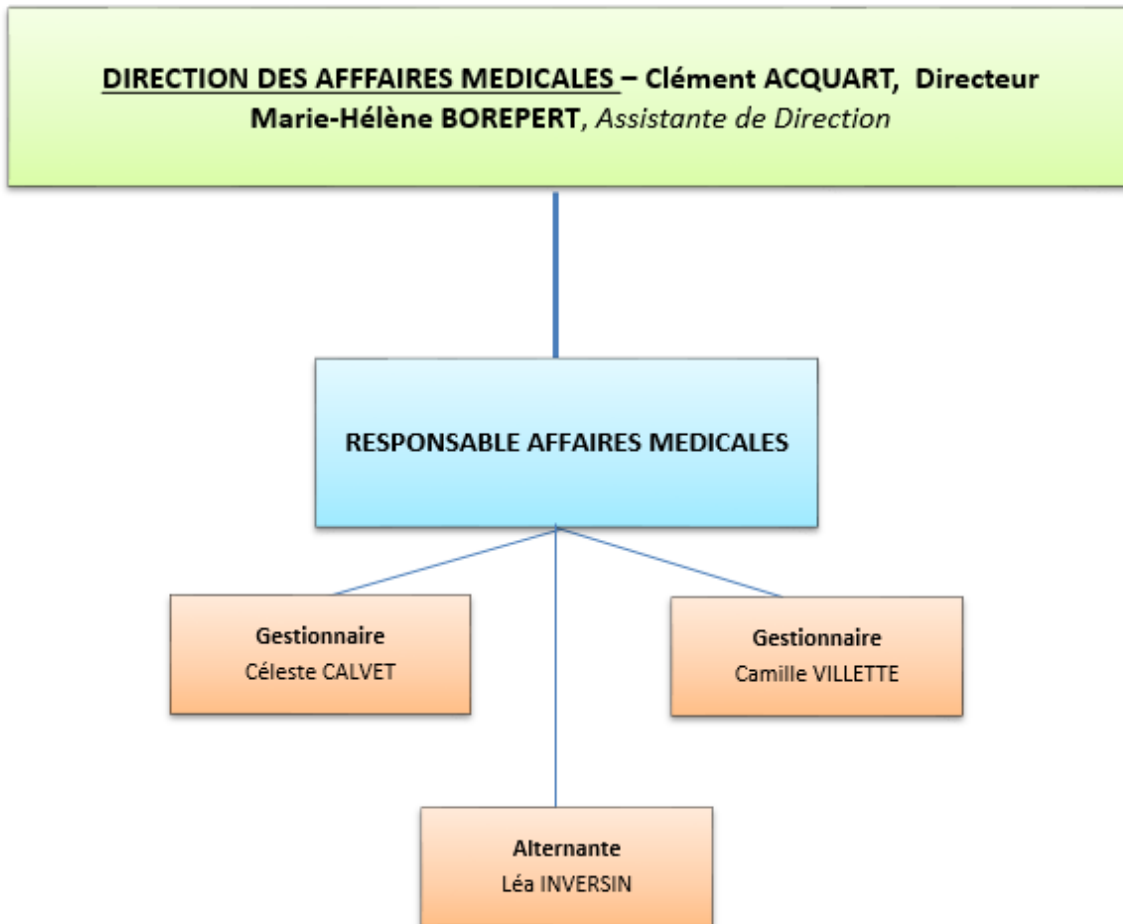 DIRECTION DES AFFFAIRES MEDICALES – Clément ACQUART, Directeur
Marie-Hélène BOREPERT, Assistante de Direction
RESPONSABLE AFFAIRES MEDICALES
Gestionnaire
Céleste CALVET
Gestionnaire
Camille VILLETTE
Alternante
Léa INVERSIN